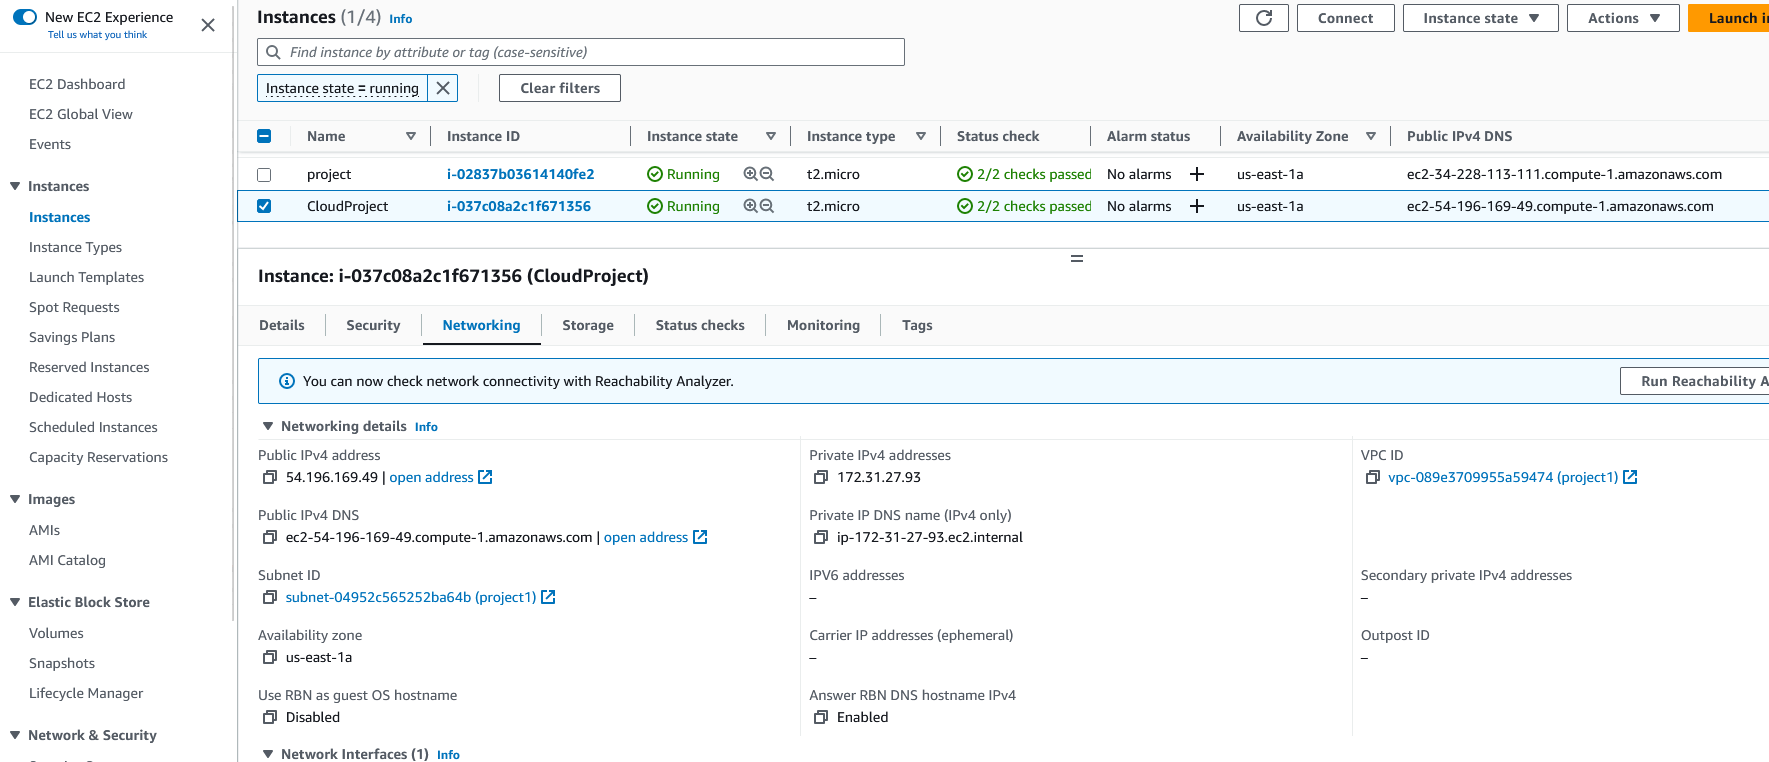 New EC2 Experience
Tell us what you think
EC2 Dashboard
EC2 Global View
Events
Instances
Instances
Instance Types
Launch Templates
Spot Requests
Savings Plans
Reserved Instances
Dedicated Hosts
Scheduled Instances
Capacity Reservations
Images
AMIs
AMI Catalog
Elastic Block Store
Volumes
Snapshots
Lifecycle Manager
Network & Security
Instances (1/4) Info
Connect
Instance state
Actions
Launch in
Find instance by attribute or tag (case-sensitive)
Instance state = running
Clear filters
Name Instance ID Instance state Instance type Status check Alarm status Availability Zone Public IPv4 DNS
project i-02837b03614140fe2 Running t2.micro 2/2 checks passed No alarms us-east-1a ec2-34-228-113-111.compute-1.amazonaws.com
CloudProject i-037c08a2c1f671356 Running t2.micro 2/2 checks passed No alarms us-east-1a ec2-54-196-169-49.compute-1.amazonaws.com
Instance: i-037c08a2c1f671356 (CloudProject)
Details Security Networking Storage Status checks Monitoring Tags
You can now check network connectivity with Reachability Analyzer.
Run Reachability A
Networking details Info
Public IPv4 address
54.196.169.49 | open address
Private IPv4 addresses
172.31.27.93
VPC ID
vpc-089e3709955a59474 (project1)
Public IPv4 DNS
ec2-54-196-169-49.compute-1.amazonaws.com | open address
Private IP DNS name (IPv4 only)
ip-172-31-27-93.ec2.internal
Subnet ID
subnet-04952c565252ba64b (project1)
IPV6 addresses
–
Secondary private IPv4 addresses
–
Availability zone
us-east-1a
Carrier IP addresses (ephemeral)
–
Outpost ID
–
Use RBN as guest OS hostname
Disabled
Answer RBN DNS hostname IPv4
Enabled
Network Interfaces (1) Info